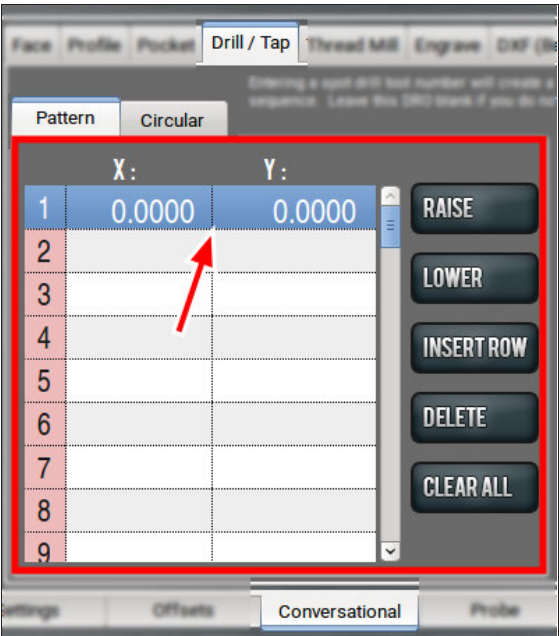 Face Profile Pocket Drill / Tap Thread Mill Engrave DXF
Entering a spot drill tool number will create a
sequence. Leave this DRO blank if you do
Pattern Circular
X: Y:
1 0.0000 0.0000
RAISE
2
3
LOWER
4
INSERT ROW
5
6
DELETE
7
CLEAR ALL
8
9
Offsets Conversational Probe